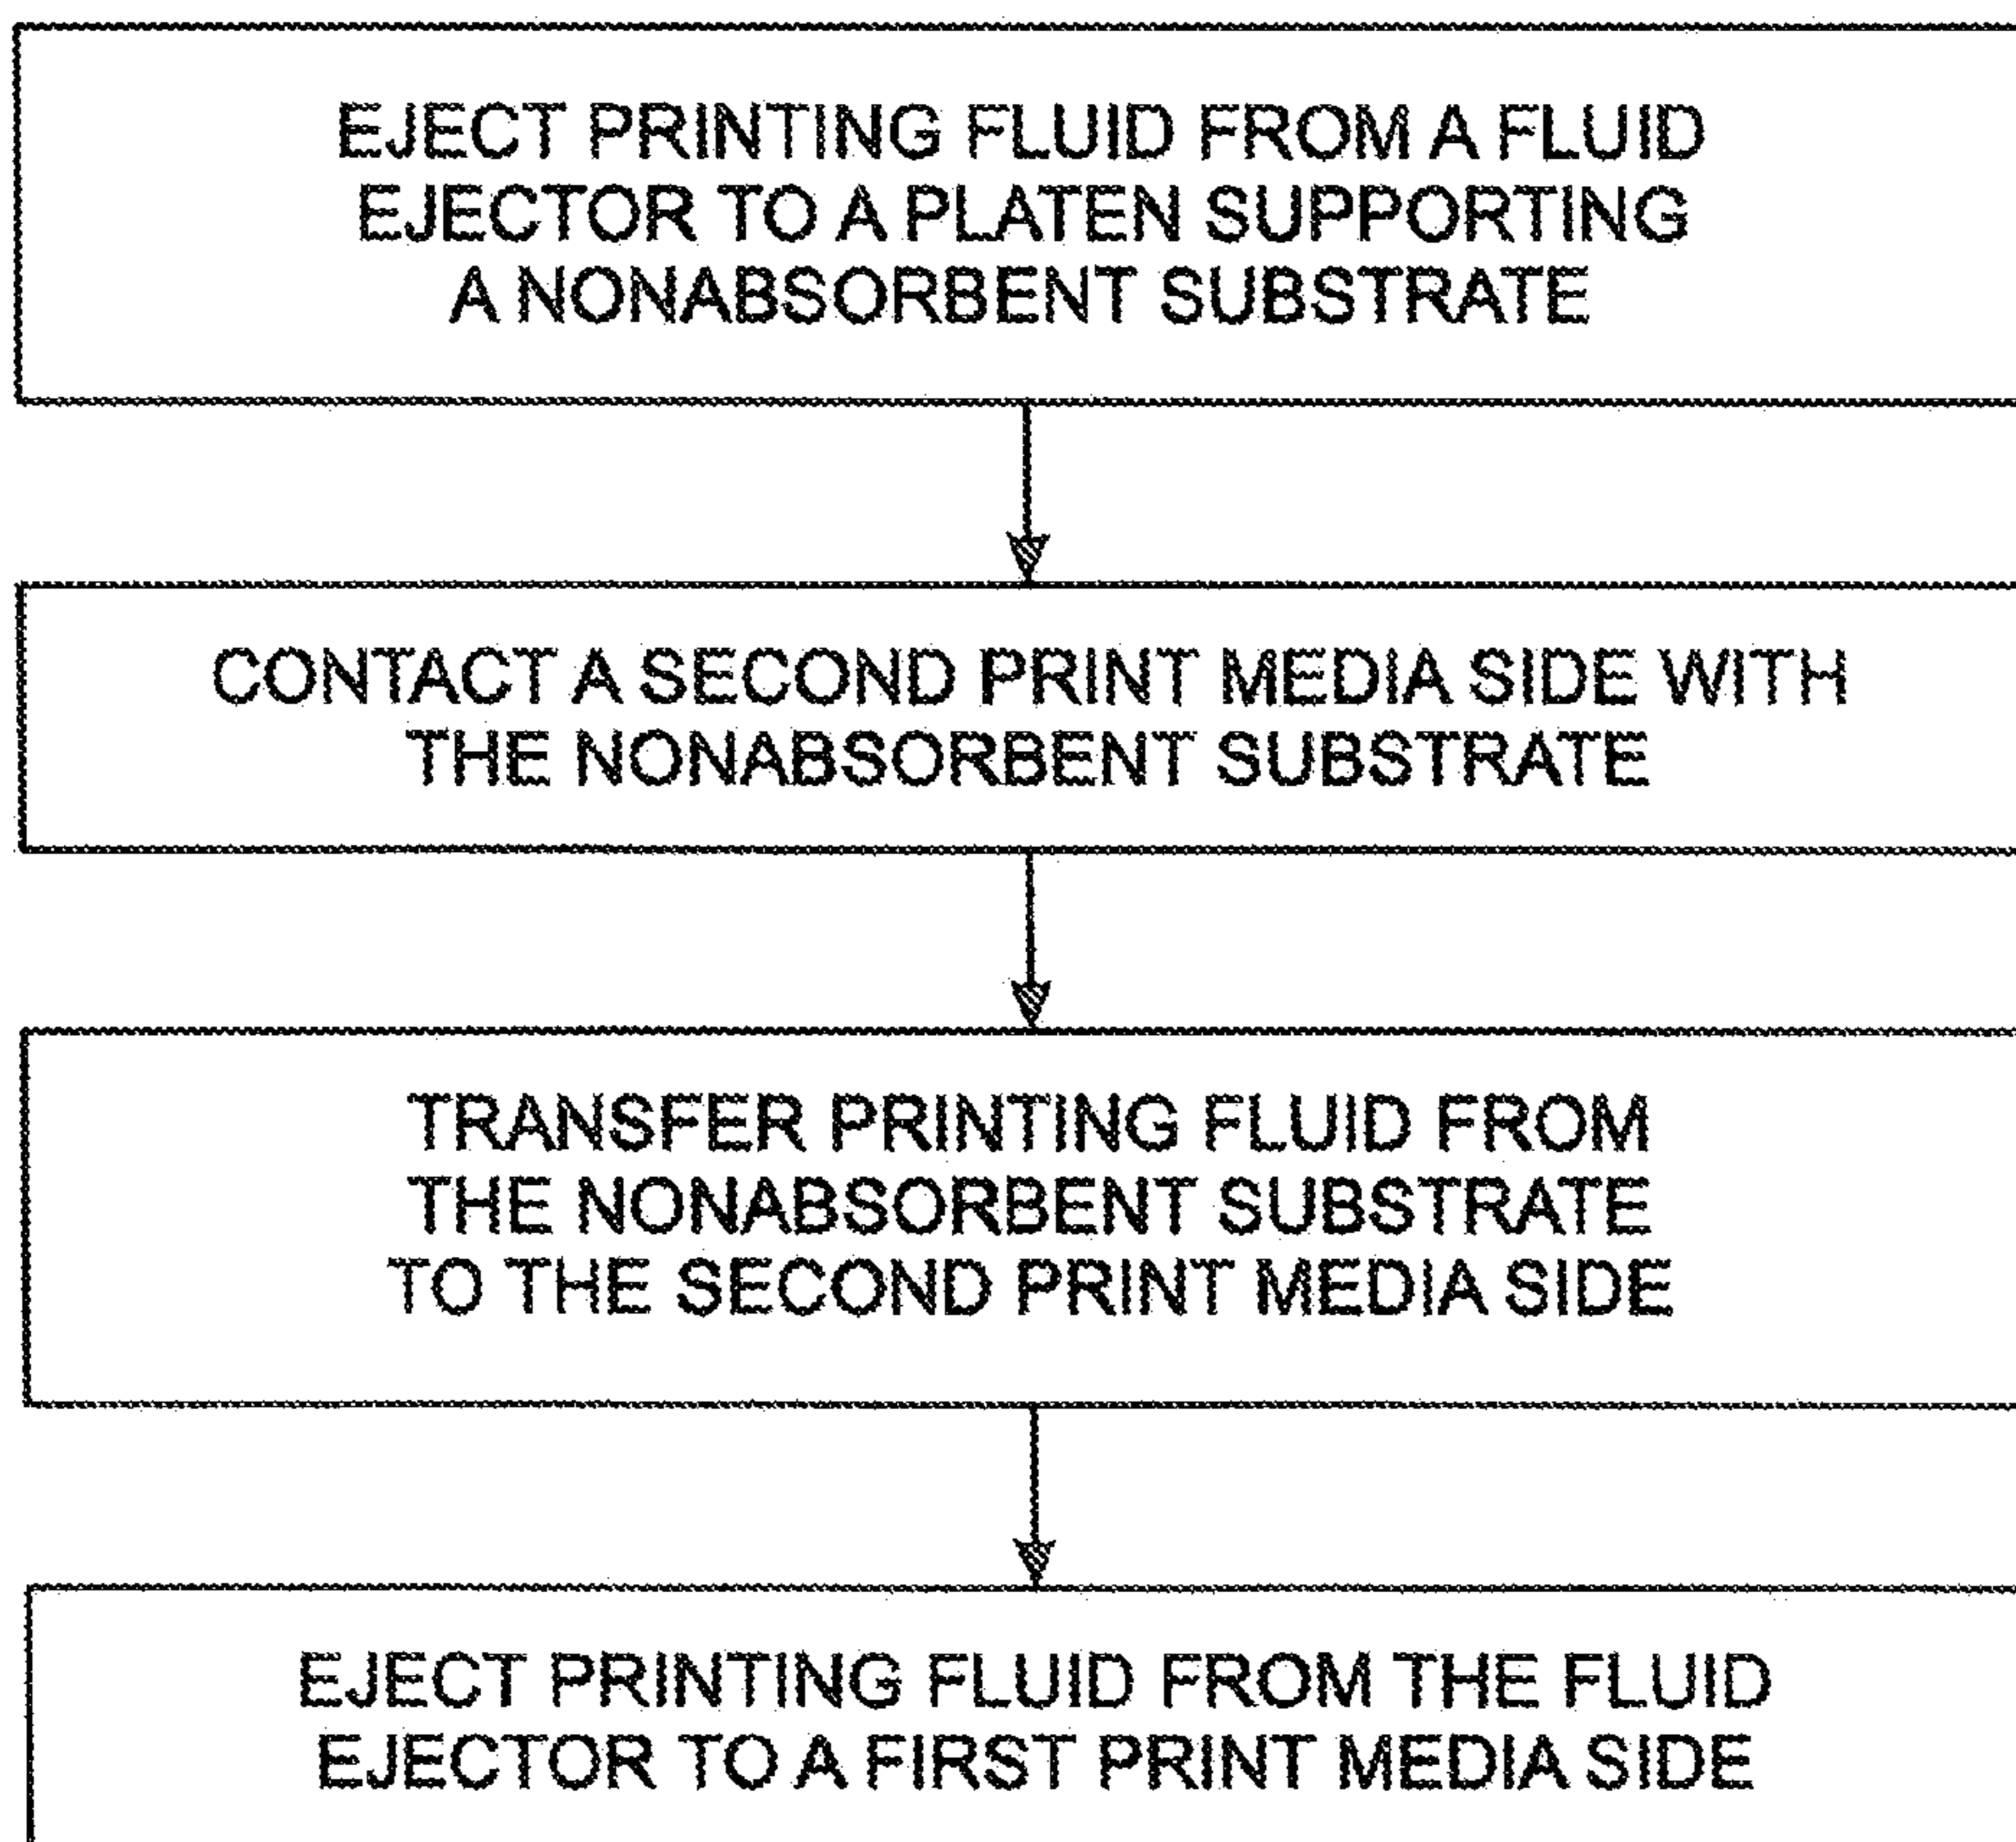 EJECT PRINTING FLUID FROM A FLUID
EJECTOR TO A PLATEN SUPPORTING
A NONABSORBENT SUBSTRATE
CONTACT A SECOND PRINT MEDIA SIDE WITH
THE NONABSORBENT SUBSTRATE
TRANSFER PRINTING FLUID FROM
THE NONABSORBENT SUBSTRATE
TO THE SECOND PRINT MEDIA SIDE
EJECT PRINTING FLUID FROM THE FLUID
EJECTOR TO A FIRST PRINT MEDIA SIDE